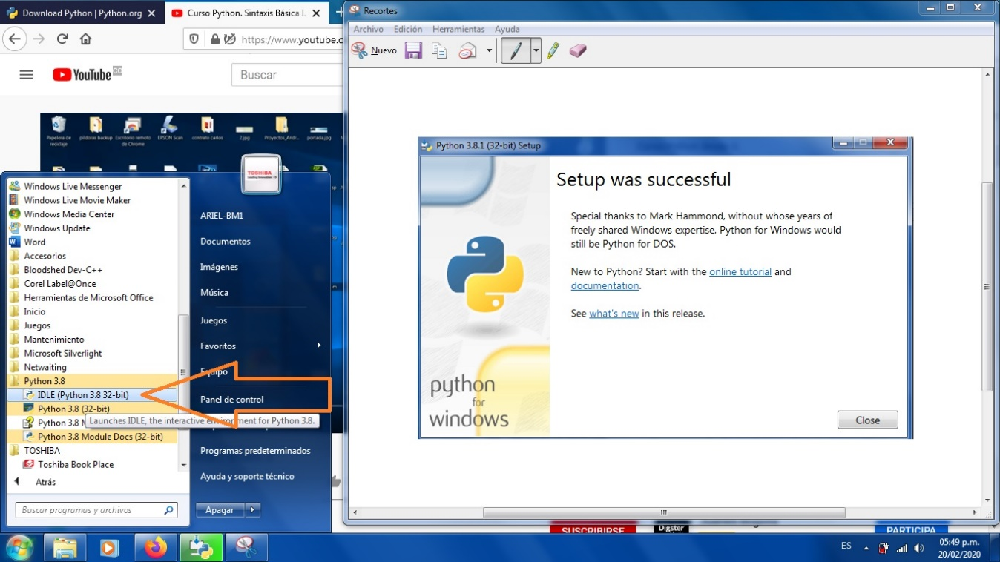 Download Python | Python.org
Curso Python. Sintaxis Básica I.
https://www.youtube.c
YouTube CO
Buscar
Papelera de reciclaje
píldoras backup
Escritorio remoto de Chrome
EPSON Scan
contrato carlos
2.jpg
Proyectos_Andr...
portada.jpg
TOSHIBA
Leading Innovation
Windows Live Messenger
Windows Live Movie Maker
Windows Media Center
Windows Update
Word
Accesorios
Bloodshed Dev-C++
Corel Label@Once
Herramientas de Microsoft Office
Inicio
Juegos
Mantenimiento
Microsoft Silverlight
Netwaiting
Python 3.8
IDLE (Python 3.8 32-bit)
Python 3.8 (32-bit)
Python 3.8 M
Launches IDLE, the interactive environment for Python 3.8.
Python 3.8 Module Docs (32-bit)
TOSHIBA
Toshiba Book Place
Atrás
Buscar programas y archivos
ARIEL-BM1
Documentos
Imágenes
Música
Juegos
Favoritos
Equipo
Panel de control
Programas predeterminados
Ayuda y soporte técnico
Apagar
Recortes
Archivo Edición Herramientas Ayuda
Nuevo
Python 3.8.1 (32-bit) Setup
Setup was successful
Special thanks to Mark Hammond, without whose years of
freely shared Windows expertise, Python for Windows would
still be Python for DOS.
New to Python? Start with the online tutorial and
documentation.
See what's new in this release.
python
for
windows
Close
SUSCRIBIRSE
Digster
PARTICIPA
ES
05:49 p.m.
20/02/2020